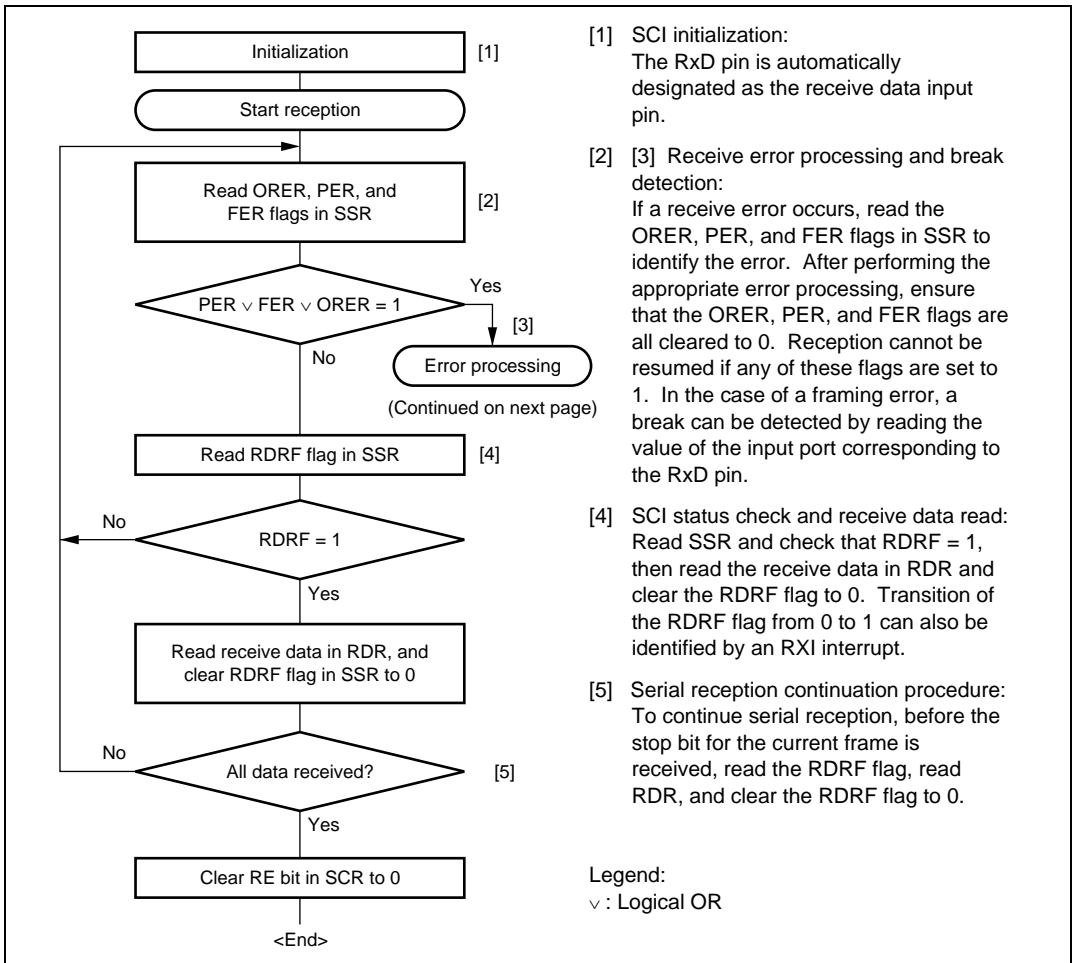 Initialization [1]
Start reception
Read ORER, PER, and
FER flags in SSR
[2]
PER ∨ FER ∨ ORER = 1
Yes
[3]
No
Error processing
(Continued on next page)
Read RDRF flag in SSR [4]
No
RDRF = 1
Yes
Read receive data in RDR, and
clear RDRF flag in SSR to 0
No
All data received? [5]
Yes
Clear RE bit in SCR to 0
<End>
[1] SCI initialization:
The RxD pin is automatically
designated as the receive data input
pin.
[2] [3] Receive error processing and break
detection:
If a receive error occurs, read the
ORER, PER, and FER flags in SSR to
identify the error. After performing the
appropriate error processing, ensure
that the ORER, PER, and FER flags are
all cleared to 0. Reception cannot be
resumed if any of these flags are set to
1. In the case of a framing error, a
break can be detected by reading the
value of the input port corresponding to
the RxD pin.
[4] SCI status check and receive data read:
Read SSR and check that RDRF = 1,
then read the receive data in RDR and
clear the RDRF flag to 0. Transition of
the RDRF flag from 0 to 1 can also be
identified by an RXI interrupt.
[5] Serial reception continuation procedure:
To continue serial reception, before the
stop bit for the current frame is
received, read the RDRF flag, read
RDR, and clear the RDRF flag to 0.
Legend:
∨ : Logical OR